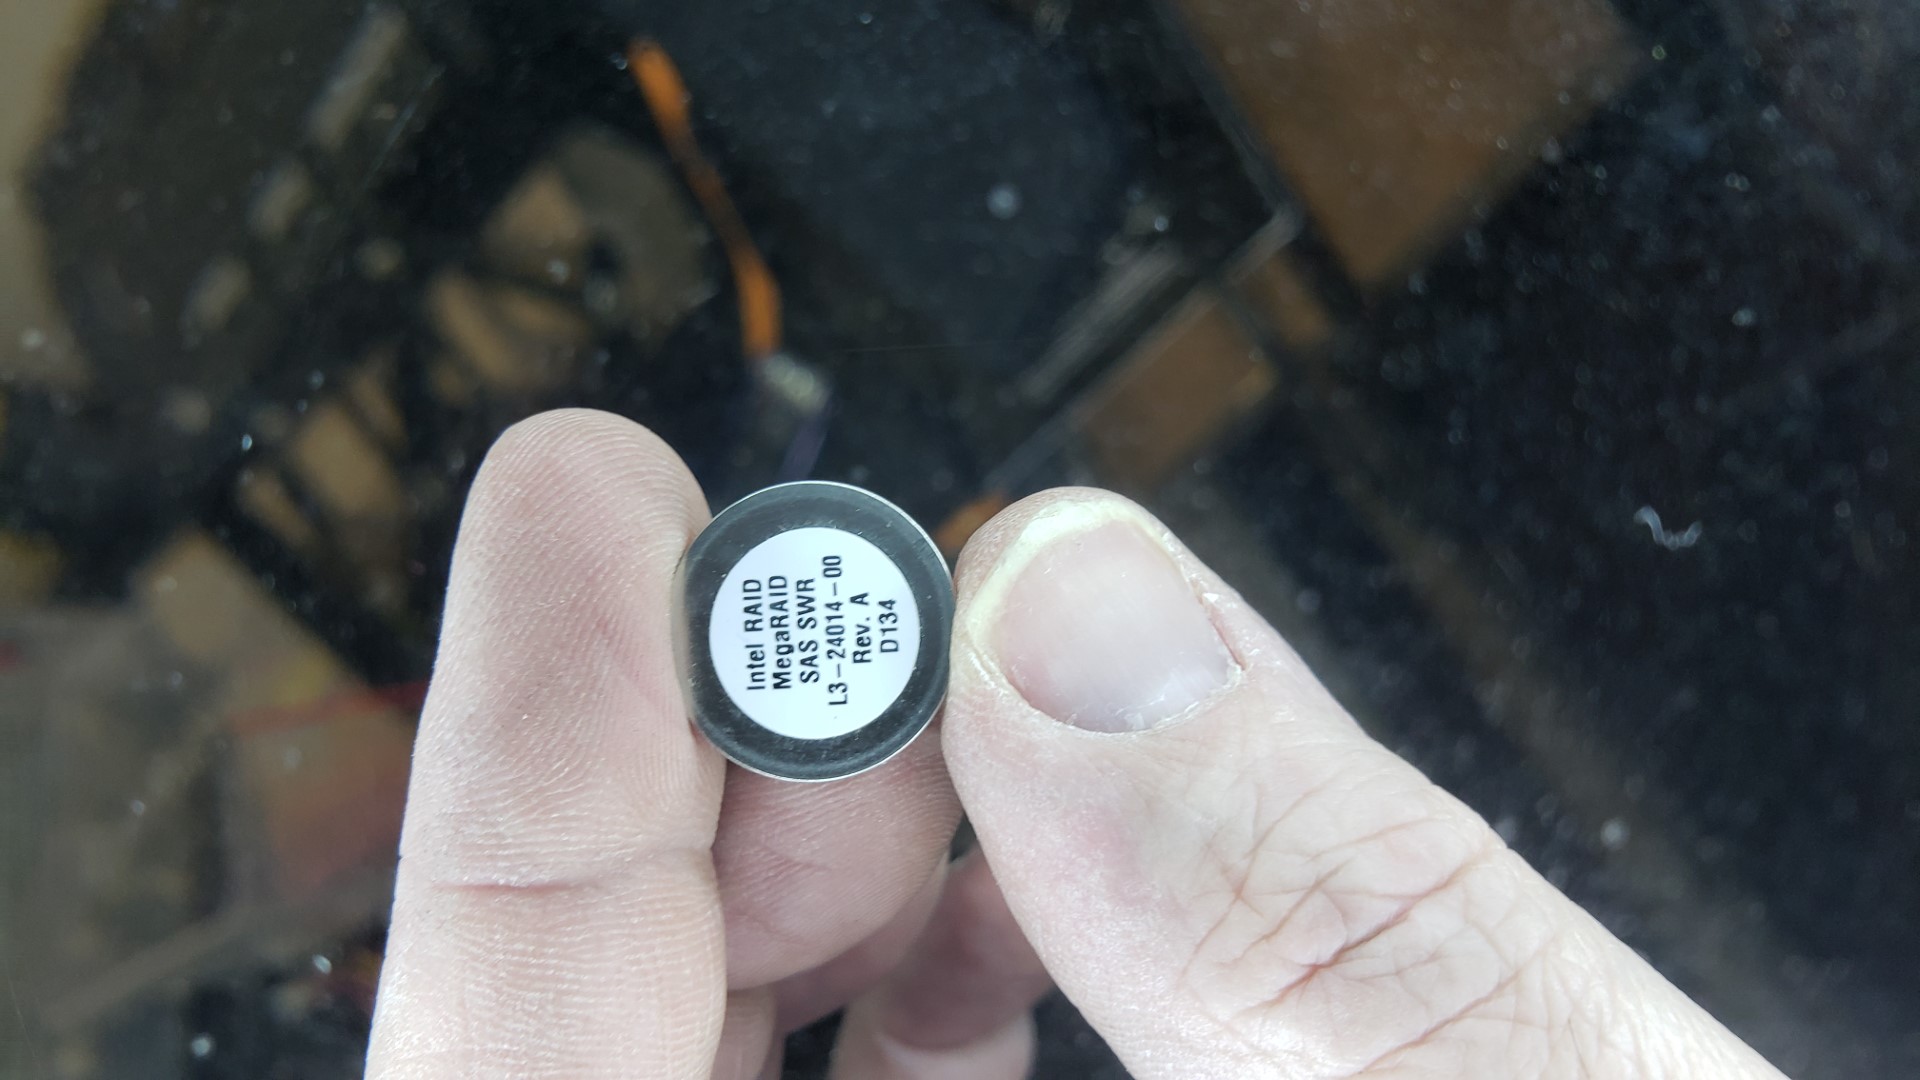 Intel RAID
MegaRAID
SAS SWR
L3-24014-00
Rev. A
D134